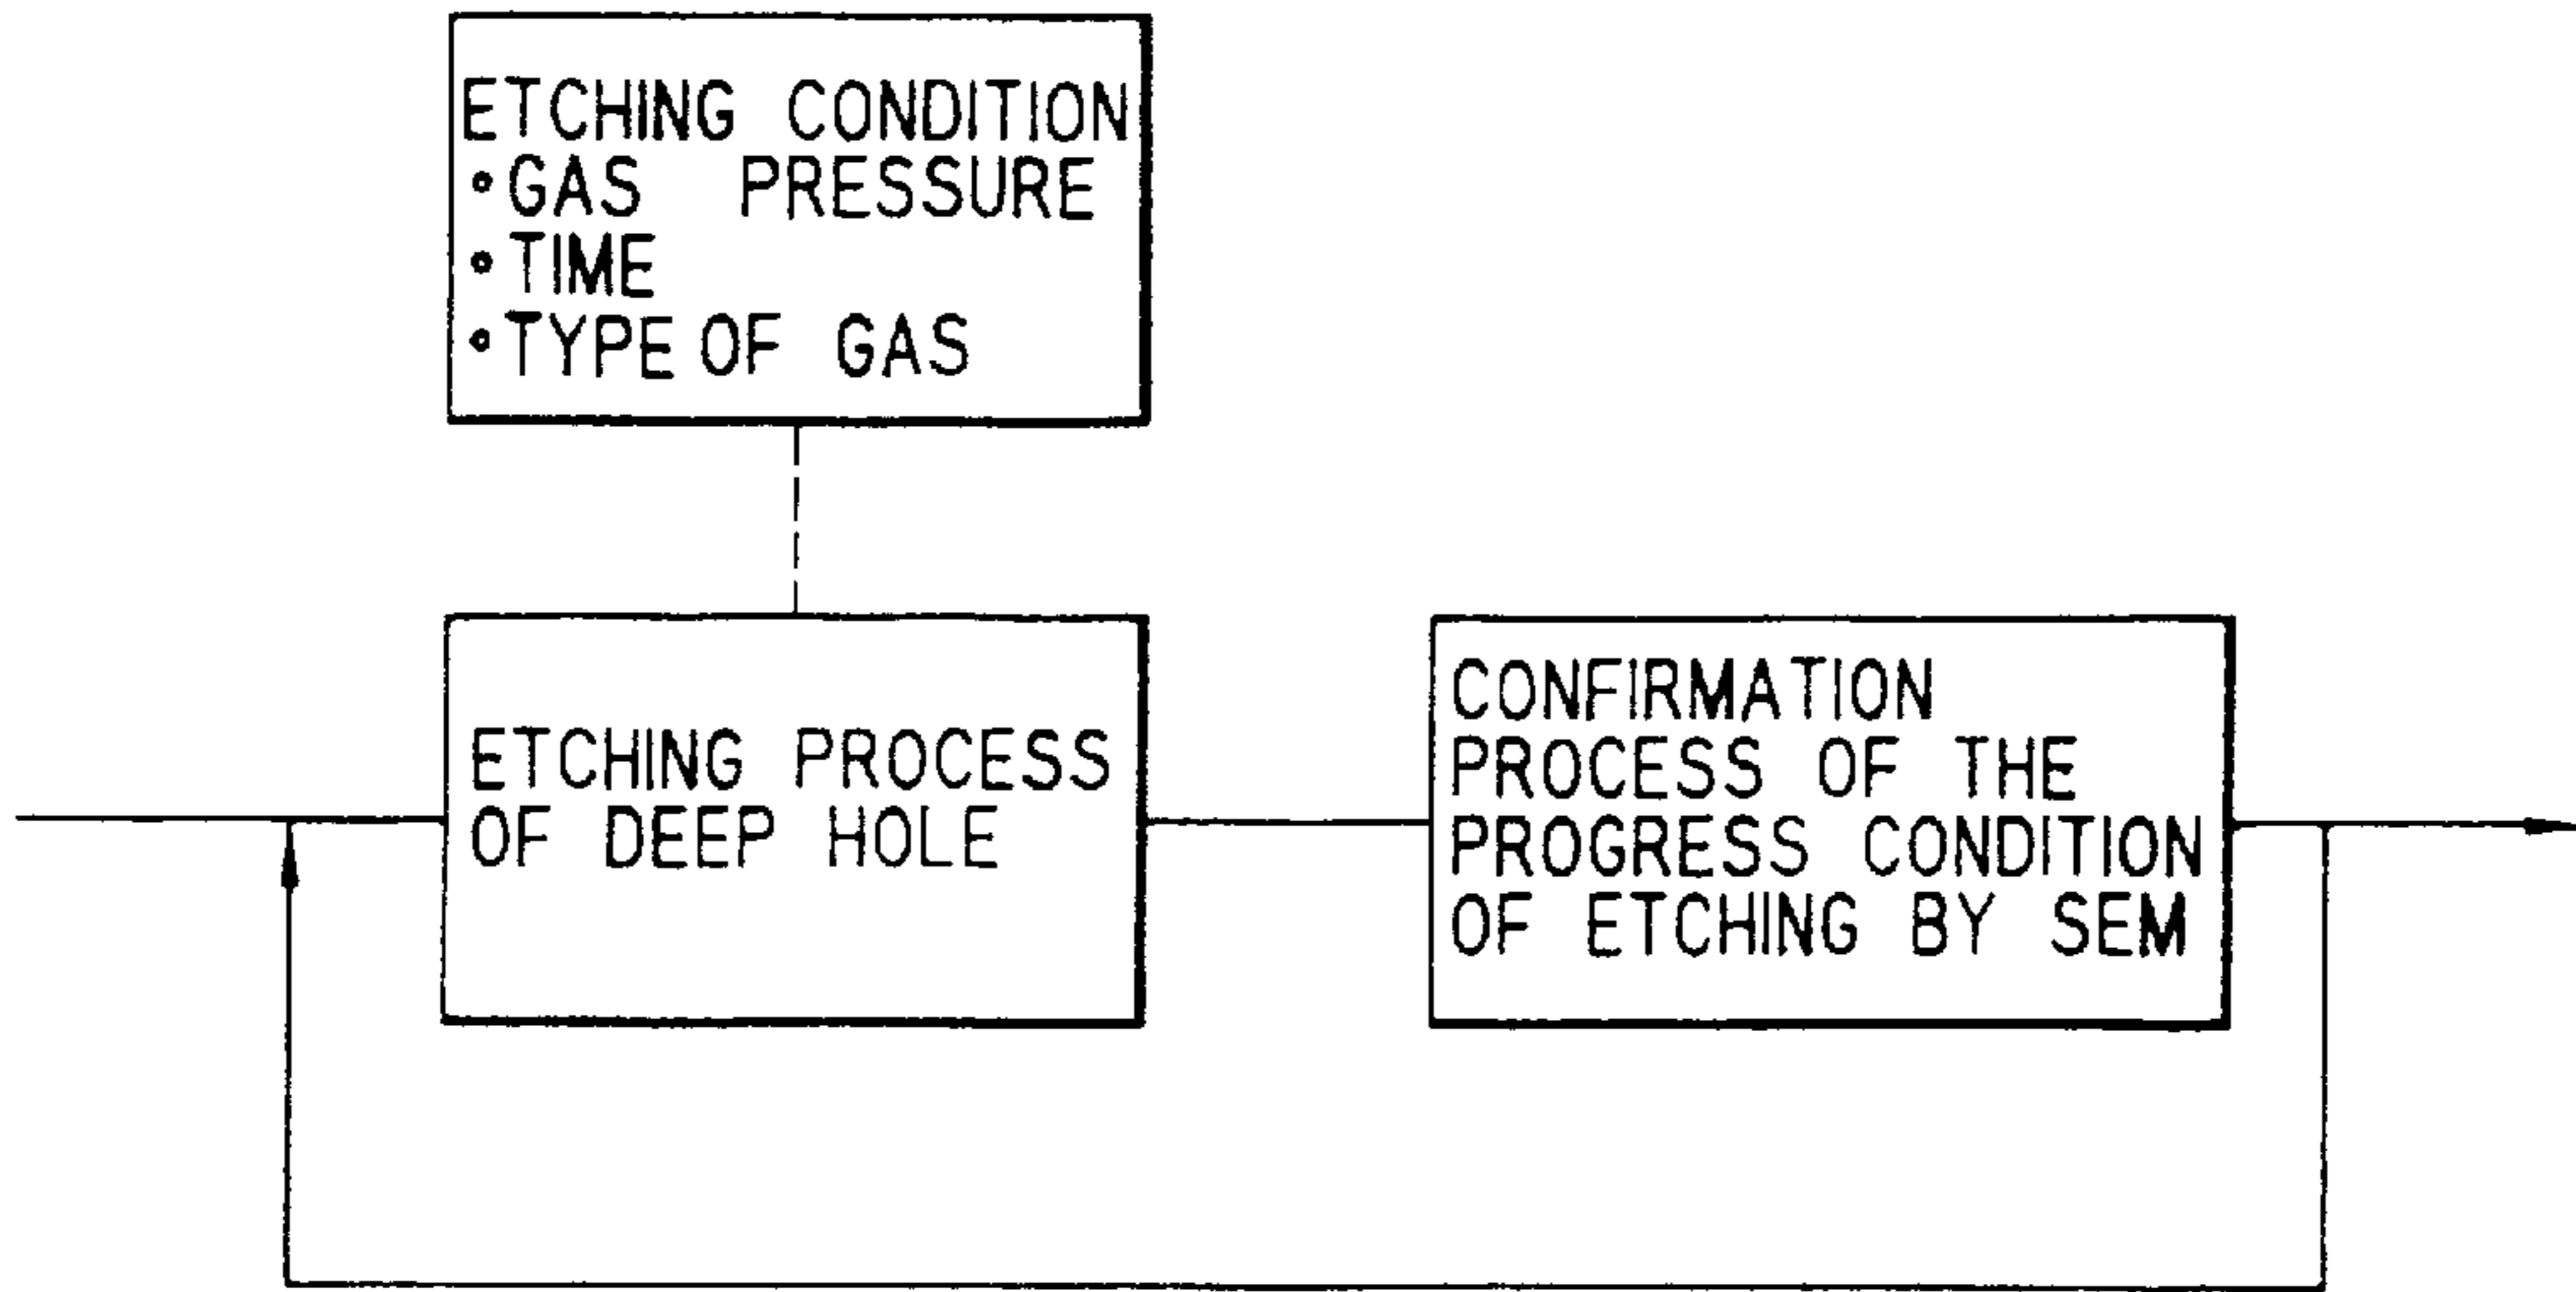 ETCHING CONDITION
∘GAS PRESSURE
∘TIME
∘TYPE OF GAS
ETCHING PROCESS
OF DEEP HOLE
CONFIRMATION
PROCESS OF THE
PROGRESS CONDITION
OF ETCHING BY SEM